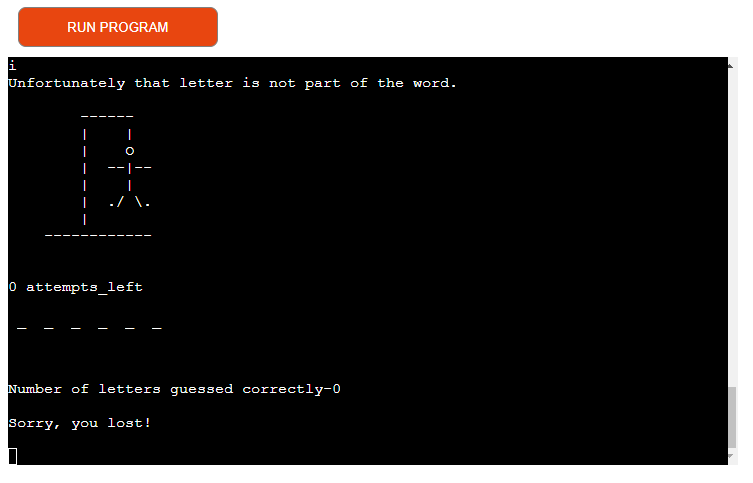 RUN PROGRAM
i
Unfortunately that letter is not part of the word.
------
|    |
|    o
|  --|--
|    |
|  ./ \.
|
------------
0 attempts_left
_  _  _  _  _  _
Number of letters guessed correctly-0
Sorry, you lost!